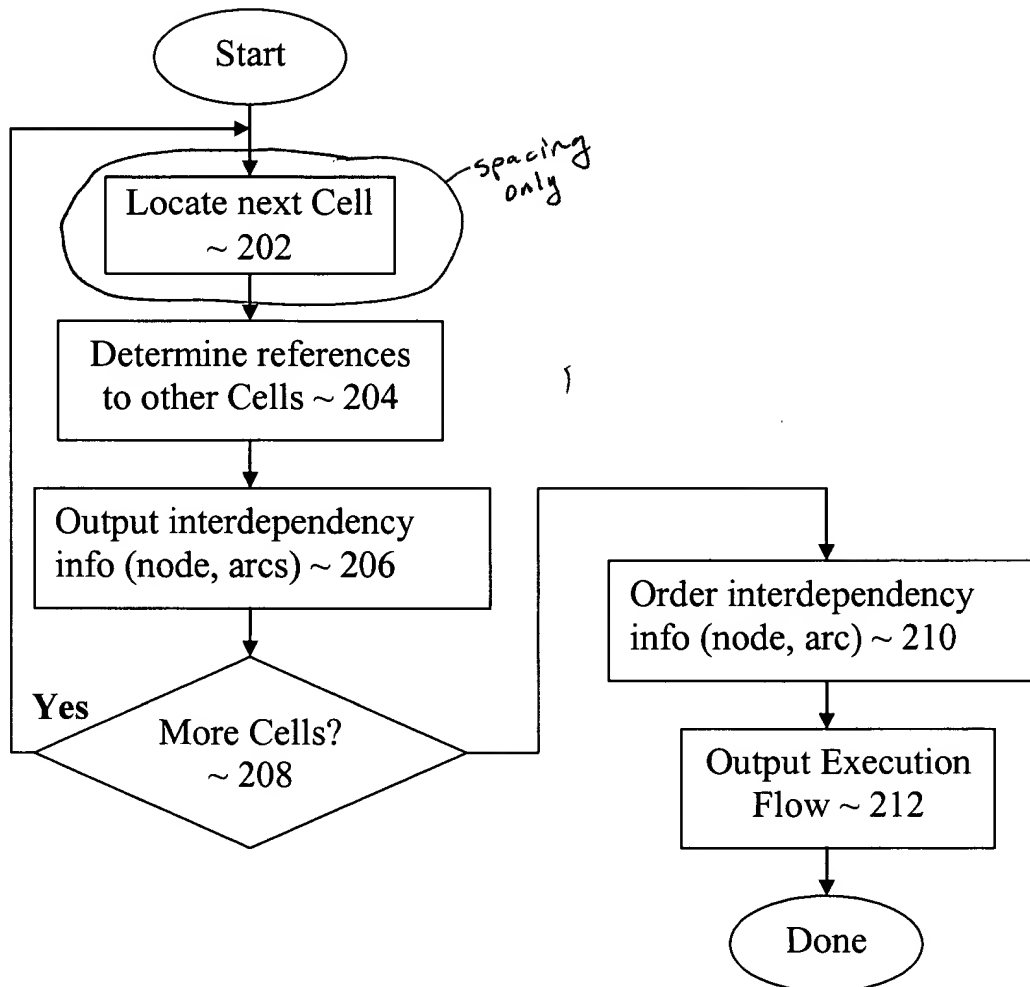 Start
spacing
only
Locate next Cell
~ 202
Determine references
to other Cells ~ 204
Output interdependency
info (node, arcs) ~ 206
Yes
More Cells?
~ 208
Order interdependency
info (node, arc) ~ 210
Output Execution
Flow ~ 212
Done